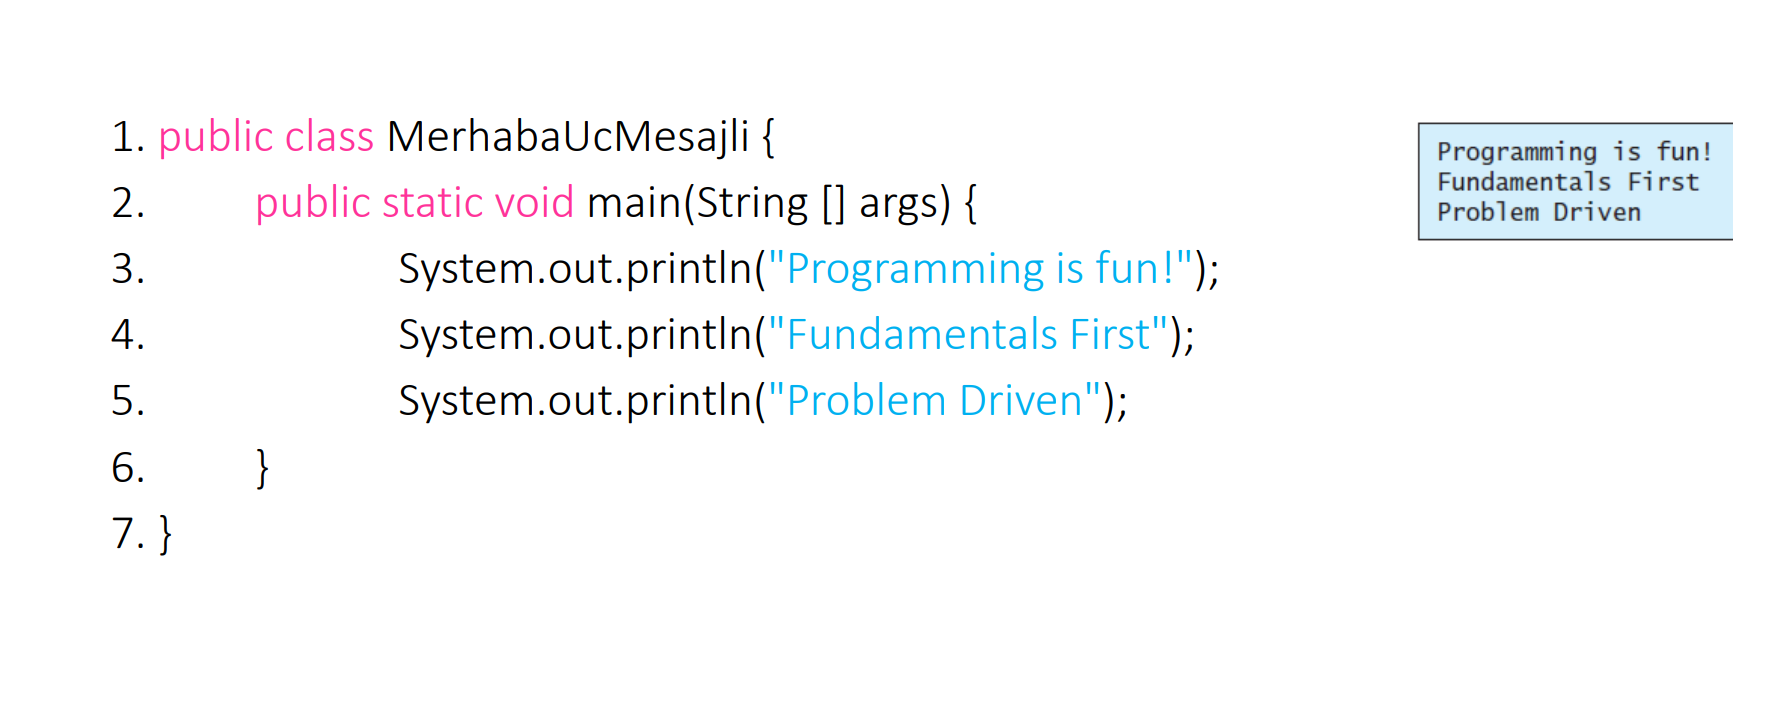 1. public class MerhabaUcMesajli {
2. public static void main(String [] args) {
3. System.out.println("Programming is fun!");
4. System.out.println("Fundamentals First");
5. System.out.println("Problem Driven");
6. }
7. }
Programming is fun!
Fundamentals First
Problem Driven